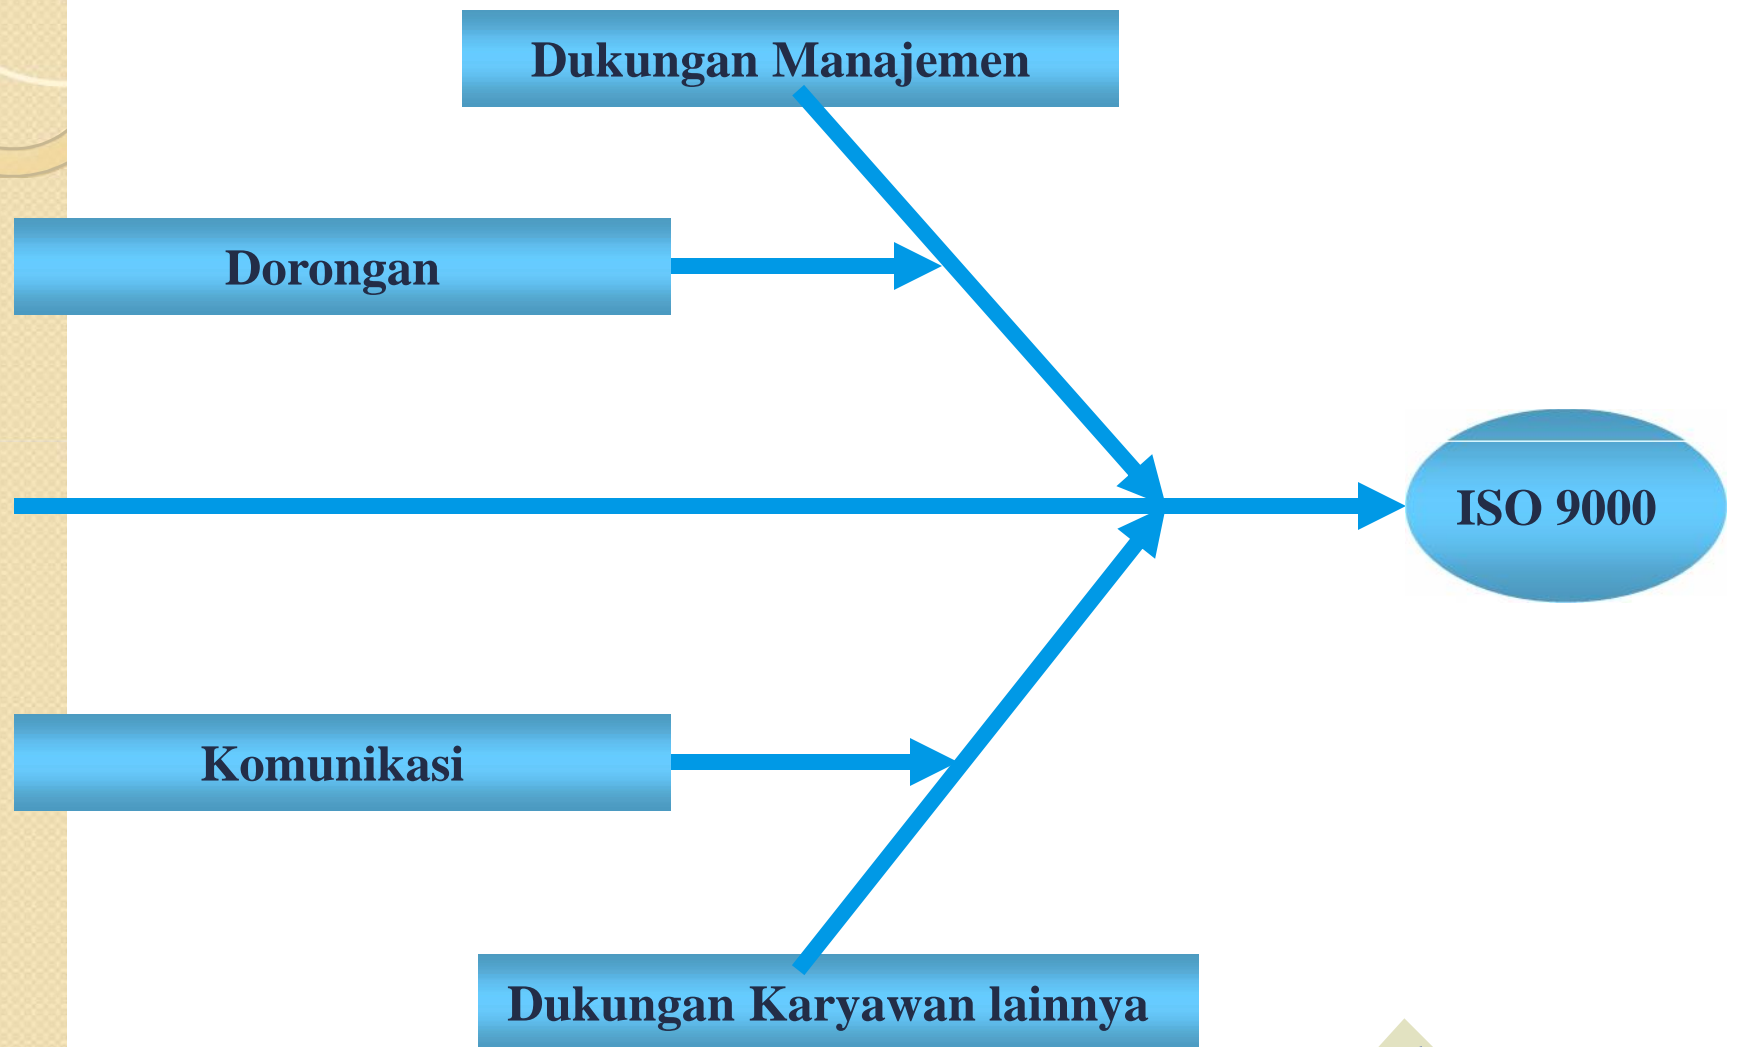 Dukungan Manajemen
Dorongan
ISO 9000
Komunikasi
Dukungan Karyawan lainnya